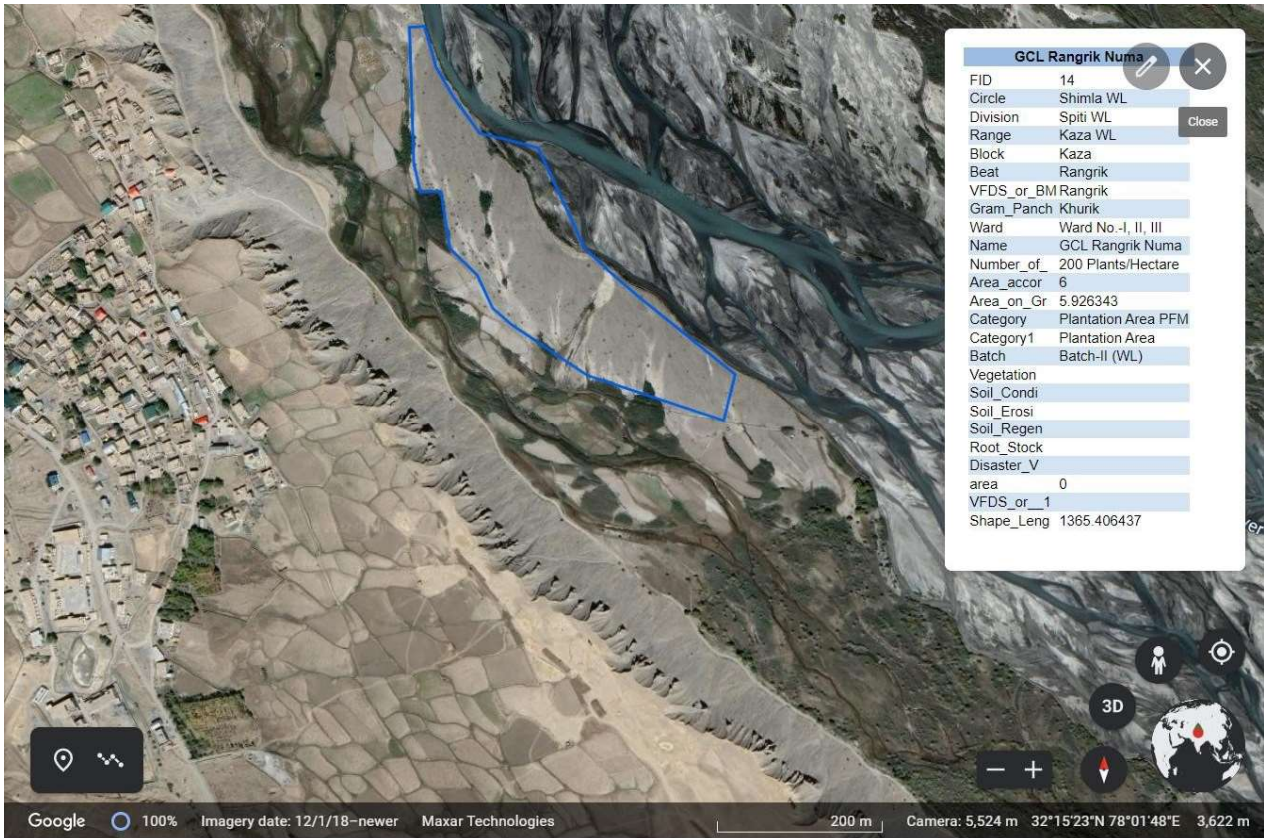 GCL Rangrik Numa
FID 14
Circle Shimla WL
Division Spiti WL
Range Kaza WL
Block Kaza
Beat Rangrik
VFDS_or_BM Rangrik
Gram_Panch Khurik
Ward Ward No.-I, II, III
Name GCL Rangrik Numa
Number_of_ 200 Plants/Hectare
Area_accor 6
Area_on_Gr 5.926343
Category Plantation Area PFM
Category1 Plantation Area
Batch Batch-II (WL)
Vegetation
Soil_Condi
Soil_Erosi
Soil_Regen
Root_Stock
Disaster_V
area 0
VFDS_or__1
Shape_Leng 1365.406437
Close
er
3D
Google 100% Imagery date: 12/1/18–newer Maxar Technologies 200 m Camera: 5,524 m 32°15'23"N 78°01'48"E 3,622 m